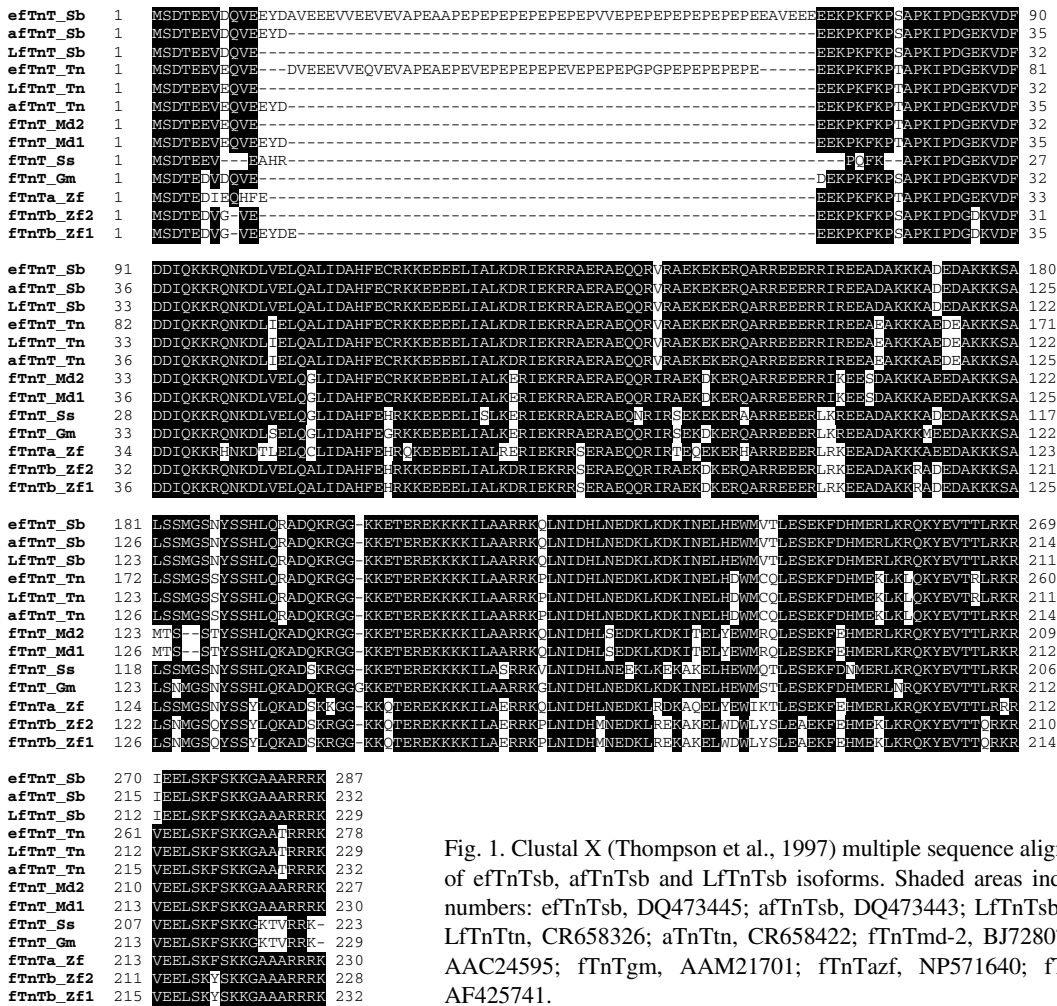 efTnT_Sb 1 MSDTEEVDQVEEYDAVEEEVVEEVEVAPEAAPEPEPEPEPEPEPVVEPEPEPEPEPEPEPEPEEAVEEEEEEKPKFKPSAPKIPDGEKVDF 90
afTnT_Sb 1 MSDTEEVDQVEEYD-------------------------------------------------------EEKPKFKPSAPKIPDGEKVDF 35
LfTnT_Sb 1 MSDTEEVDQVE----------------------------------------------------------EEKPKFKPSAPKIPDGEKVDF 32
efTnT_Tn 1 MSDTEEVEQVE---DVEEEVVEQVEVAPEAEPEVEPEPEPEPEVEPEPEPGPGPEPEPEPEPE------EEKPKFKPTAPKIPDGEKVDF 81
LfTnT_Tn 1 MSDTEEVEQVE----------------------------------------------------------EEKPKFKPTAPKIPDGEKVDF 32
afTnT_Tn 1 MSDTEEVEQVEEYD-------------------------------------------------------EEKPKFKPTAPKIPDGEKVDF 35
fTnT_Md2 1 MSDTEEVEQVE----------------------------------------------------------EEKPKFKPTAPKIPDGEKVDF 32
fTnT_Md1 1 MSDTEEVEQVEEYD-------------------------------------------------------EEKPKFKPTAPKIPDGEKVDF 35
fTnT_Ss 1 MSDTEEV---EAHR----------------------------------------------------------PQFK--APKIPDGEKVDF 27
fTnT_Gm 1 MSDTEDVDQVE----------------------------------------------------------DEKPKFKPSAPKIPDGEKVDF 32
fTnTa_Zf 1 MSDTEDIEQHFE---------------------------------------------------------EEKPKFKPTAPKIPDGEKVDF 33
fTnTb_Zf2 1 MSDTEDVG-VE----------------------------------------------------------EEKPKFKPSAPKIPDGDKVDF 31
fTnTb_Zf1 1 MSDTEDVG-VEEYDE------------------------------------------------------EEKPKFKPSAPKIPDGDKVDF 35
efTnT_Sb 91 DDIQKKRQNKDLVELQALIDAHFECRKKEEEELIALKDRIEKRRAERAEQQRVRAEKEKERQARREEERRIREEADAKKKADEDAKKKSA 180
afTnT_Sb 36 DDIQKKRQNKDLVELQALIDAHFECRKKEEEELIALKDRIEKRRAERAEQQRVRAEKEKERQARREEERRIREEADAKKKADEDAKKKSA 125
LfTnT_Sb 33 DDIQKKRQNKDLVELQALIDAHFECRKKEEEELIALKDRIEKRRAERAEQQRVRAEKEKERQARREEERRIREEADAKKKADEDAKKKSA 122
efTnT_Tn 82 DDIQKKRQNKDLIELQALIDAHFECRKKEEEELIALKDRIEKRRAERAEQQRVRAEKEKERQARREEERRIREEAEAKKKAEDEAKKKSA 171
LfTnT_Tn 33 DDIQKKRQNKDLIELQALIDAHFECRKKEEEELIALKDRIEKRRAERAEQQRVRAEKEKERQARREEERRIREEAEAKKKAEDEAKKKSA 122
afTnT_Tn 36 DDIQKKRQNKDLIELQALIDAHFECRKKEEEELIALKDRIEKRRAERAEQQRVRAEKEKERQARREEERRIREEAEAKKKAEDEAKKKSA 125
fTnT_Md2 33 DDIQKKRQNKDLVELQGLIDAHFECRKKEEEELIALKERIEKRRAERAEQQRIRAEKDKERQARREEERRIKEESDAKKKAEEDAKKKSA 122
fTnT_Md1 36 DDIQKKRQNKDLVELQGLIDAHFECRKKEEEELIALKERIEKRRAERAEQQRIRAEKDKERQARREEERRIKEESDAKKKAEEDAKKKSA 125
fTnT_Ss 28 DDIQKKRQNKDLVELQGLIDAHFEHRKKEEEELISLKERIEKRRAERAEQNRIRSEKEKERAARREEERLKREEADAKKKADEDAKKKSA 117
fTnT_Gm 33 DDIQKKRQNKDLSELQGLIDAHFEGRKKEEEELIALKERIEKRRAERAEQQRIRSEKDKERQARREEERLKREEADAKKKMEEDAKKKSA 122
fTnTa_Zf 34 DDIQKKRHNKDTLELQCLIDAHFEHRQKEEEELIALRERIEKRRSERAEQQRIRTEQEKERHARREEERLRKEEADAKKKAEEDAKKKSA 123
fTnTb_Zf2 32 DDIQKKRQNKDLVELQALIDAHFEHRKKEEEELIALKDRIEKRRSERAEQQRIRAEKDKERQARREEERLRKEEADAKKRADEDAKKKSA 121
fTnTb_Zf1 36 DDIQKKRQNKDLVELQALIDAHFEHRKKEEEELIALKDRIEKRRSERAEQQRIRAEKDKERQARREEERLRKEEADAKKRADEDAKKKSA 125
efTnT_Sb 181 LSSMGSNYSSHLQRADQKRGG-KKETEREKKKKILAARRKQLNIDHLNEDKLKDKINELHEWMVTLESEKFDHMERLKRQKYEVTTLRKR 269
afTnT_Sb 126 LSSMGSNYSSHLQRADQKRGG-KKETEREKKKKILAARRKQLNIDHLNEDKLKDKINELHEWMVTLESEKFDHMERLKRQKYEVTTLRKR 214
LfTnT_Sb 123 LSSMGSNYSSHLQRADQKRGG-KKETEREKKKKILAARRKQLNIDHLNEDKLKDKINELHEWMVTLESEKFDHMERLKRQKYEVTTLRKR 211
efTnT_Tn 172 LSSMGSSYSSHLQRADQKRGG-KKETEREKKKKILAARRKPLNIDHLNEDKLKDKINELHDWMCQLESEKFDHMEKLKLQKYEVTRLRKR 260
LfTnT_Tn 123 LSSMGSSYSSHLQRADQKRGG-KKETEREKKKKILAARRKPLNIDHLNEDKLKDKINELHDWMCQLESEKFDHMEKLKLQKYEVTRLRKR 211
afTnT_Tn 126 LSSMGSSYSSHLQRADQKRGG-KKETEREKKKKILAARRKPLNIDHLNEDKLKDKINELHDWMCQLESEKFDHMEKLKLQKYEVTTLRKR 214
fTnT_Md2 123 MTS--STYSSHLQKADQKRGG-KKETEREKKKKILAARRKQLNIDHLSEDKLKDKITELYEWMRQLESEKFEHMERLKRQKYEVTTLRKR 209
fTnT_Md1 126 MTS--STYSSHLQKADQKRGG-KKETEREKKKKILAARRKQLNIDHLSEDKLKDKITELYEWMRQLESEKFEHMERLKRQKYEVTTLRKR 212
fTnT_Ss 118 LSSMGSNYSSHLQKADSKRGG-KKETEREKKKKILASRRKVLNIDHLNEEKLKEKAKELHEWMQTLESEKFDNMERLKRQKYEVTTLRKR 206
fTnT_Gm 123 LSNMGSNYSSHLQKADQKRGGGKKETEREKKKKILAARRKGLNIDHLNEDKLKDKINELHEWMSTLESEKFDHMERLNRQKYEVTTLRKR 212
fTnTa_Zf 124 LSSMGSNYSSYLQKADSKKGG-KKQTEREKKKKILAERRKQLNIDHLNEDKLRDKAQELYEWIKTLESEKFEHMERLKRQKYEVTTLRRR 212
fTnTb_Zf2 122 LSNMGSQYSSYLQKADSKRGG-KKQTEREKKKKILAERRKPLNIDHMNEDKLREKAKELWDWLYSLEAEKFEHMEKLKRQKYEVTTQRKR 210
fTnTb_Zf1 126 LSNMGSQYSSYLQKADSKRGG-KKQTEREKKKKILAERRKPLNIDHMNEDKLREKAKELWDWLYSLEAEKFEHMEKLKRQKYEVTTQRKR 214
efTnT_Sb 270 IEELSKFSKKGAAARRRK 287
afTnT_Sb 215 IEELSKFSKKGAAARRRK 232
LfTnT_Sb 212 IEELSKFSKKGAAARRRK 229
efTnT_Tn 261 VEELSKFSKKGAATRRRK 278
LfTnT_Tn 212 VEELSKFSKKGAATRRRK 229
afTnT_Tn 215 VEELSKFSKKGAATRRRK 232
fTnT_Md2 210 VEELSKFSKKGAAARRRK 227
fTnT_Md1 213 VEELSKFSKKGAAARRRK 230
fTnT_Ss 207 VEELSKFSKKGKTVRRK- 223
fTnT_Gm 213 VEELSKFSKKGKTVRRK- 229
fTnTa_Zf 213 VEELSKFSKKGAAARRRK 230
fTnTb_Zf2 211 VEELSKYSKKGAAARRRK 228
fTnTb_Zf1 215 VEELSKYSKKGAAARRRK 232
Fig. 1. Clustal X (Thompson et al., 1997) multiple sequence alig
of efTnTsb, afTnTsb and LfTnTsb isoforms. Shaded areas ind
numbers: efTnTsb, DQ473445; afTnTsb, DQ473443; LfTnTsb
LfTnTtn, CR658326; aTnTtn, CR658422; fTnTmd-2, BJ72807
AAC24595; fTnTgm, AAM21701; fTnTazf, NP571640; fT
AF425741.